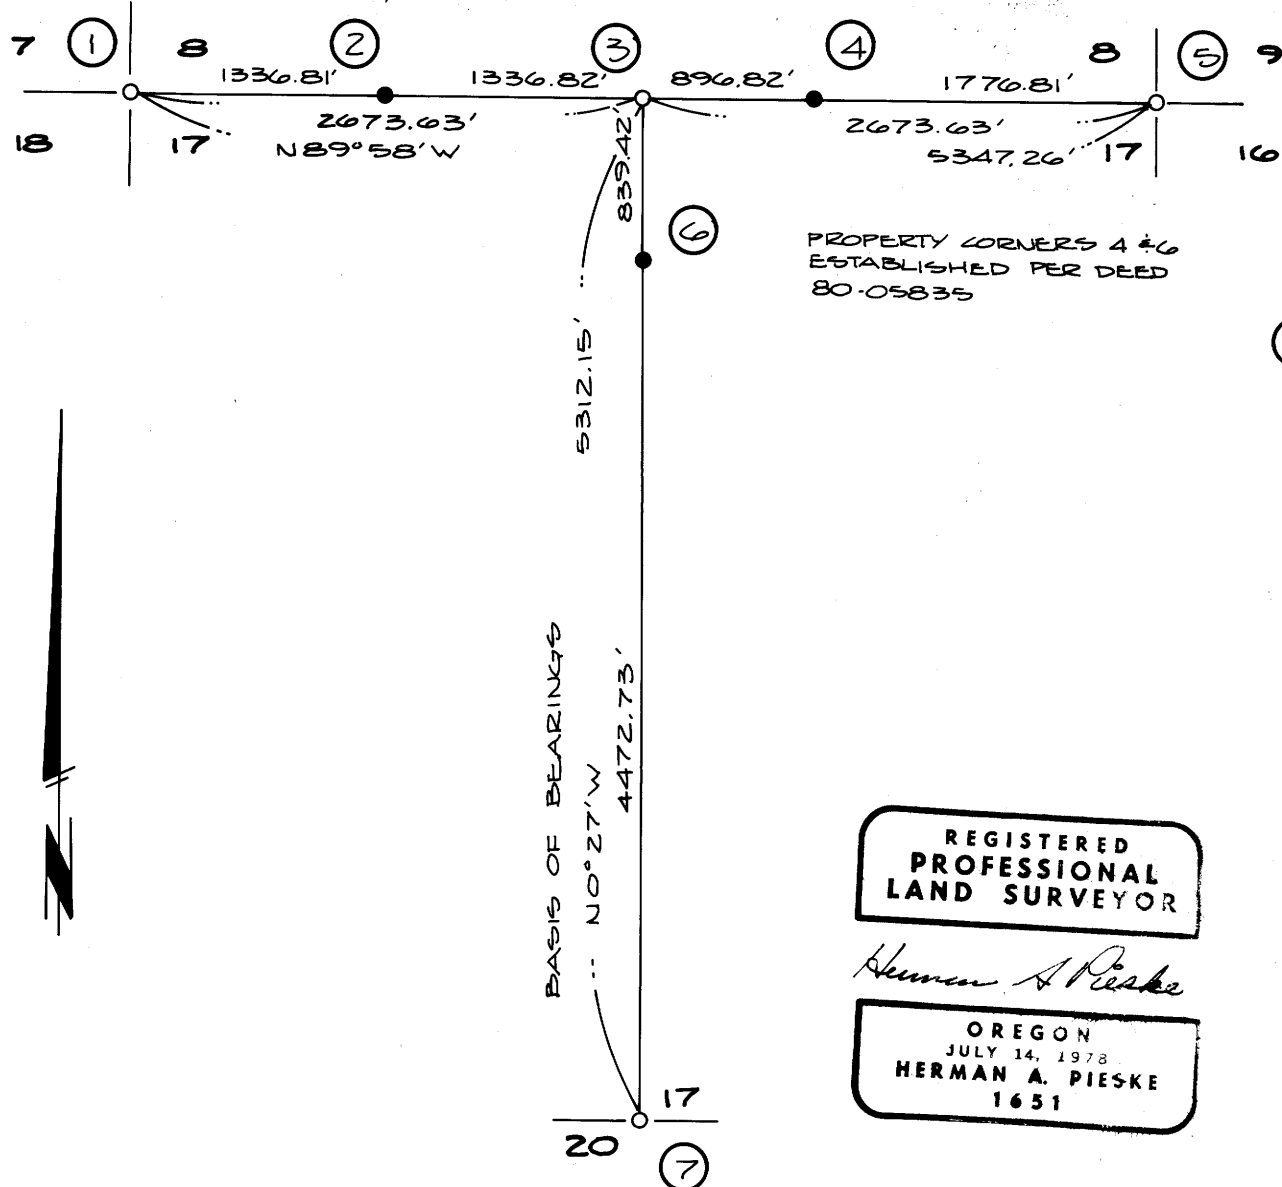 7 1 8 2 3 4 8 5 9
1336.81' 1336.82' 896.82' 1776.81'
2673.63' 2673.63'
18 17 N89°58'W 5347.26' 17 16
839.42'
6
PROPERTY CORNERS 4 & 6
ESTABLISHED PER DEED
80-05835
5312.15'
BASIS OF BEARINGS
N0°27'W
4472.73'
N
REGISTERED
PROFESSIONAL
LAND SURVEYOR
Herman A Pieske
OREGON
JULY 14, 1978
HERMAN A. PIESKE
1651
17
20
7